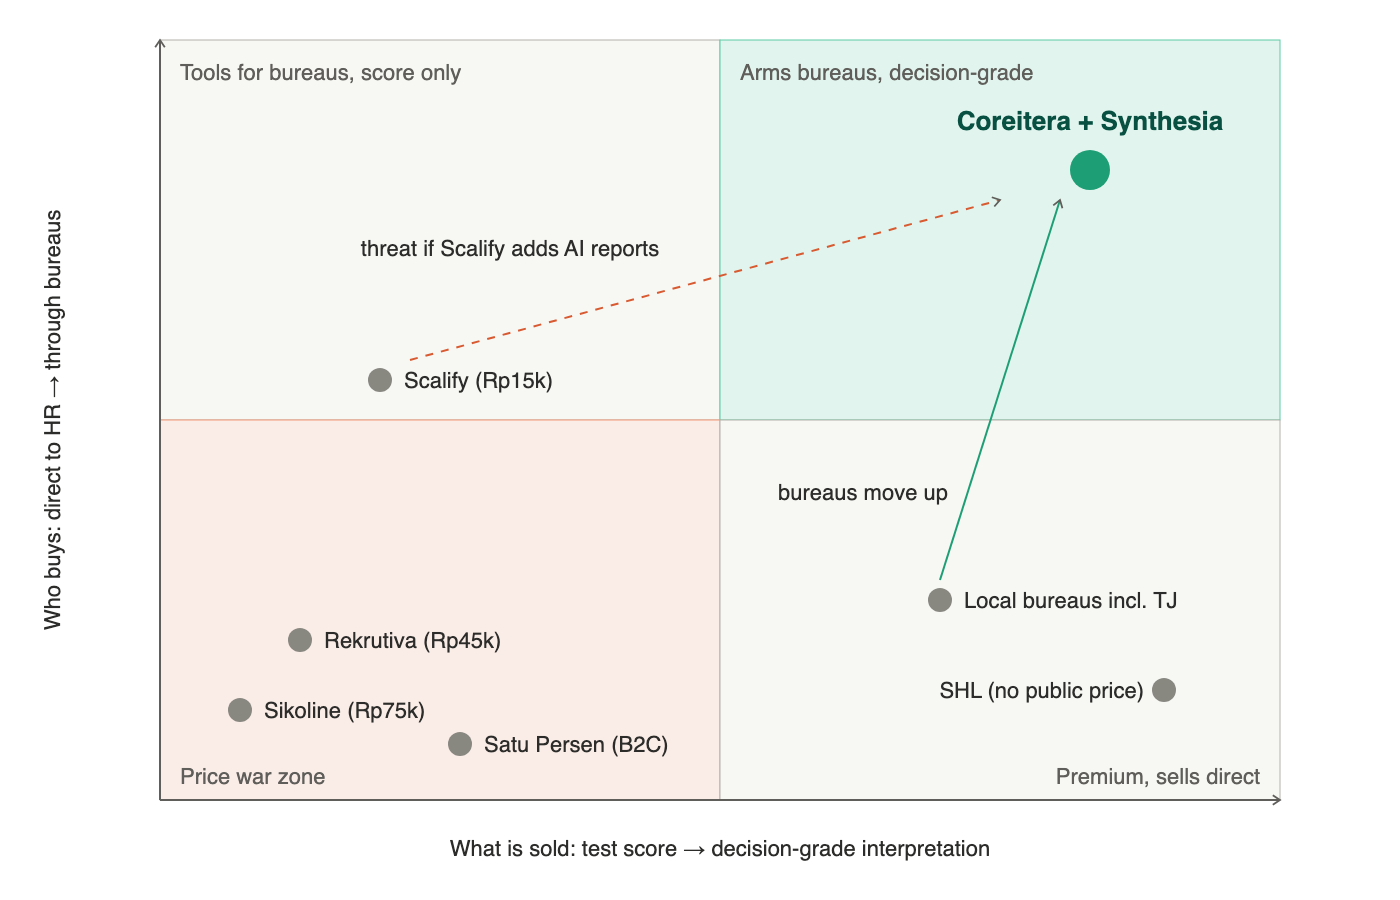 Tools for bureaus, score only
Arms bureaus, decision-grade
Coreitera + Synthesia
threat if Scalify adds AI reports
Scalify (Rp15k)
bureaus move up
Local bureaus incl. TJ
Rekrutiva (Rp45k)
SHL (no public price)
Sikoline (Rp75k)
Satu Persen (B2C)
Price war zone
Premium, sells direct
Who buys: direct to HR → through bureaus
What is sold: test score → decision-grade interpretation